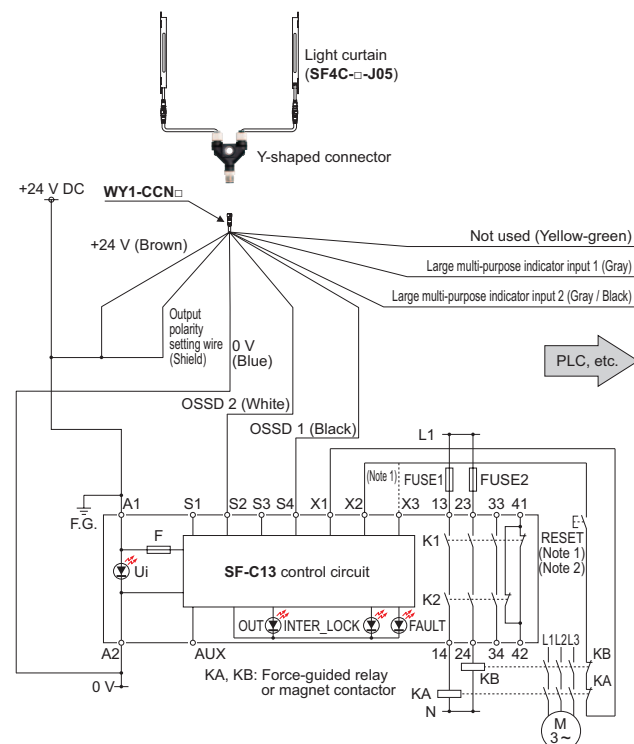 Light curtain
(SF4C-□-J05)
Y-shaped connector
+24 V DC
WY1-CCN□
+24 V (Brown)
Not used (Yellow-green)
Large multi-purpose indicator input 1 (Gray)
Large multi-purpose indicator input 2 (Gray / Black)
Output
polarity
setting wire
(Shield)
0 V
(Blue)
PLC, etc.
OSSD 2 (White)
OSSD 1 (Black)
L1
(Note 1)
FUSE1
FUSE2
A1 S1 S2 S3 S4 X1 X2 X3 13 23 33 41
F.G.
F
K1
RESET
(Note 1)
(Note 2)
Ui
SF-C13 control circuit
K2
OUT INTER_LOCK FAULT
L1 L2 L3
A2 AUX 14 24 34 42
KB
KB
KA, KB: Force-guided relay
or magnet contactor
KA
KA
0 V
N
M
3~